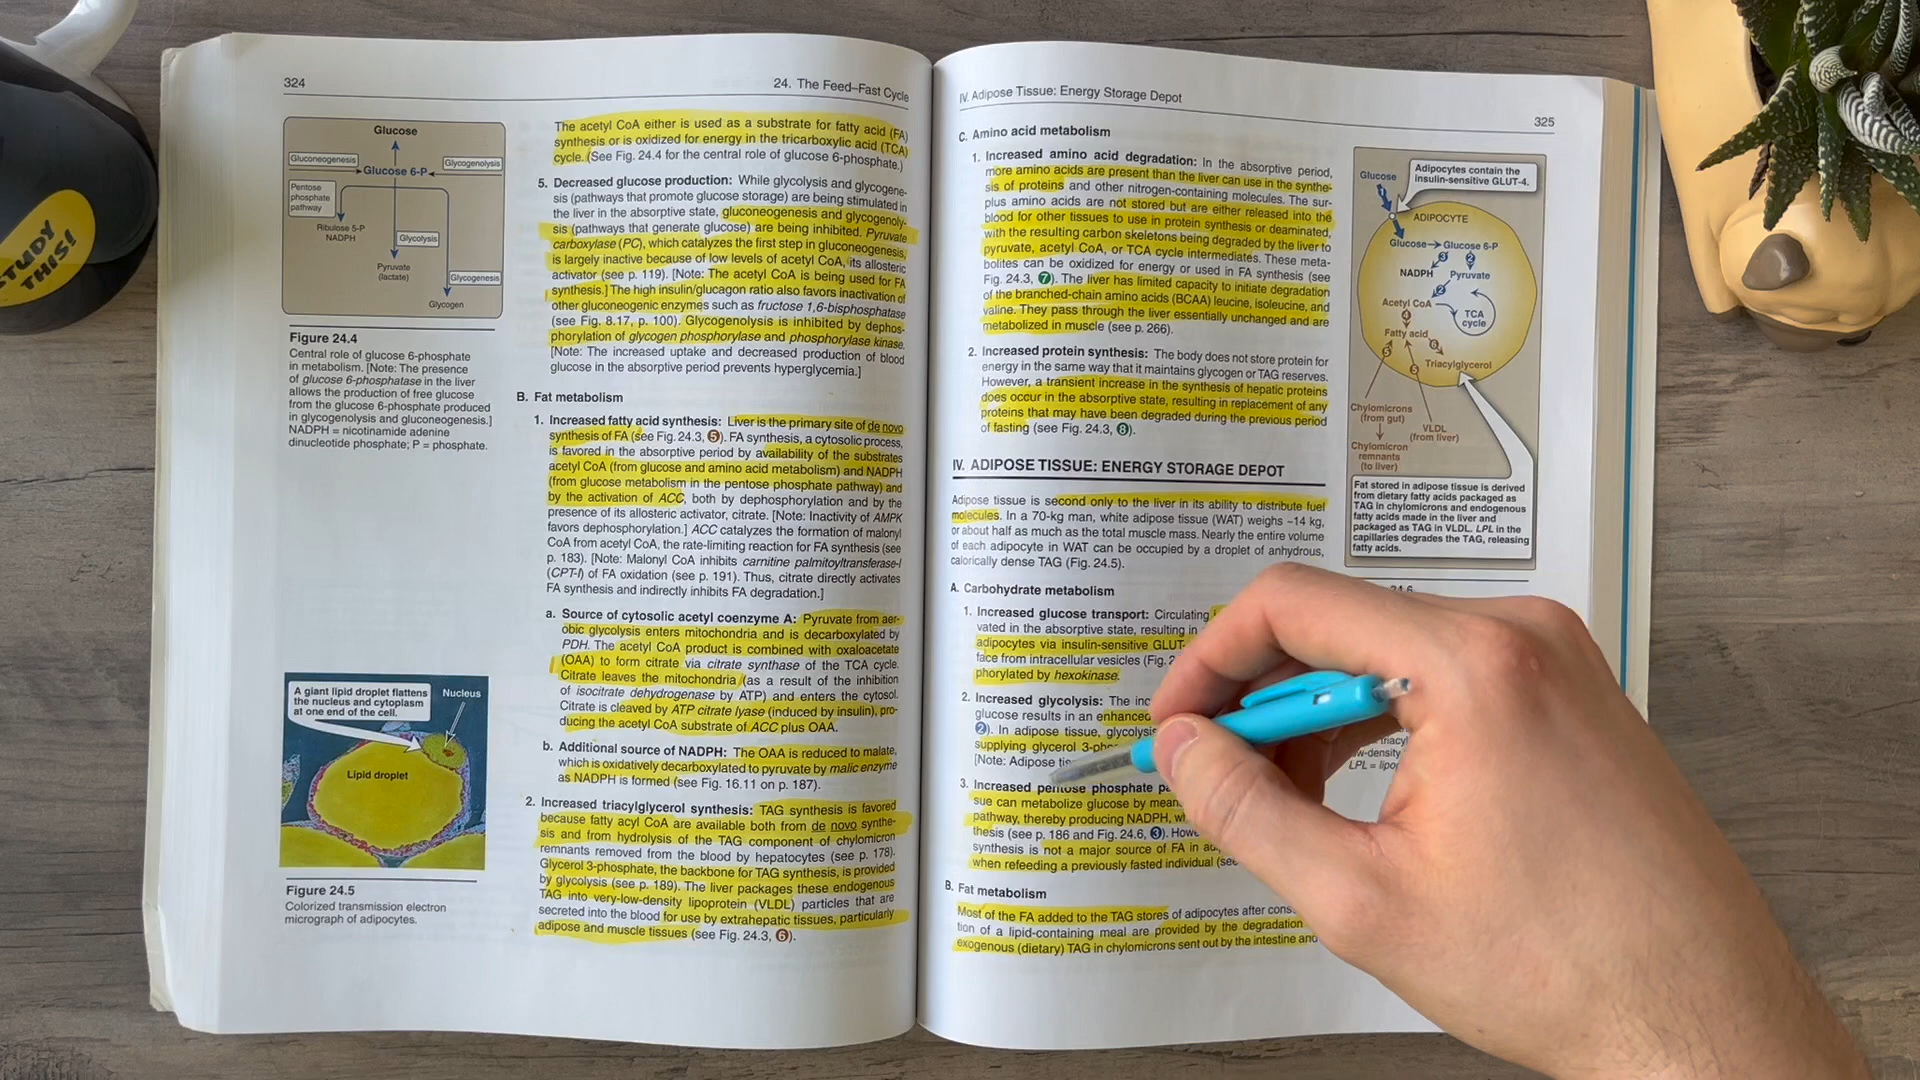 STUDY
THIS!
324
24. The Feed–Fast Cycle
Glucose
Gluconeogenesis
Glycogenolysis
Glucose 6-P
Pentose
phosphate
pathway
Ribulose 5-P
NADPH
Glycolysis
Pyruvate
(lactate)
Glycogenesis
Glycogen
Figure 24.4
Central role of glucose 6-phosphate
in metabolism. [Note: The presence
of glucose 6-phosphatase in the liver
allows the production of free glucose
from the glucose 6-phosphate produced
in glycogenolysis and gluconeogenesis.]
NADPH = nicotinamide adenine
dinucleotide phosphate; P = phosphate.
A giant lipid droplet flattens
the nucleus and cytoplasm
at one end of the cell.
Nucleus
Lipid droplet
Figure 24.5
Colorized transmission electron
micrograph of adipocytes.
The acetyl CoA either is used as a substrate for fatty acid (FA)
synthesis or is oxidized for energy in the tricarboxylic acid (TCA)
cycle. (See Fig. 24.4 for the central role of glucose 6-phosphate.)
5. Decreased glucose production: While glycolysis and glycogene-
sis (pathways that promote glucose storage) are being stimulated in
the liver in the absorptive state, gluconeogenesis and glycogenoly-
sis (pathways that generate glucose) are being inhibited. Pyruvate
carboxylase (PC), which catalyzes the first step in gluconeogenesis,
is largely inactive because of low levels of acetyl CoA, its allosteric
activator (see p. 119). [Note: The acetyl CoA is being used for FA
synthesis.] The high insulin/glucagon ratio also favors inactivation of
other gluconeogenic enzymes such as fructose 1,6-bisphosphatase
(see Fig. 8.17, p. 100). Glycogenolysis is inhibited by dephos-
phorylation of glycogen phosphorylase and phosphorylase kinase.
[Note: The increased uptake and decreased production of blood
glucose in the absorptive period prevents hyperglycemia.]
B. Fat metabolism
1. Increased fatty acid synthesis: Liver is the primary site of de novo
synthesis of FA (see Fig. 24.3, 5). FA synthesis, a cytosolic process,
is favored in the absorptive period by availability of the substrates
acetyl CoA (from glucose and amino acid metabolism) and NADPH
(from glucose metabolism in the pentose phosphate pathway) and
by the activation of ACC, both by dephosphorylation and by the
presence of its allosteric activator, citrate. [Note: Inactivity of AMPK
favors dephosphorylation.] ACC catalyzes the formation of malonyl
CoA from acetyl CoA, the rate-limiting reaction for FA synthesis (see
p. 183). [Note: Malonyl CoA inhibits carnitine palmitoyltransferase-I
(CPT-I) of FA oxidation (see p. 191). Thus, citrate directly activates
FA synthesis and indirectly inhibits FA degradation.]
a. Source of cytosolic acetyl coenzyme A: Pyruvate from aer-
obic glycolysis enters mitochondria and is decarboxylated by
PDH. The acetyl CoA product is combined with oxaloacetate
(OAA) to form citrate via citrate synthase of the TCA cycle.
Citrate leaves the mitochondria (as a result of the inhibition
of isocitrate dehydrogenase by ATP) and enters the cytosol.
Citrate is cleaved by ATP citrate lyase (induced by insulin), pro-
ducing the acetyl CoA substrate of ACC plus OAA.
b. Additional source of NADPH: The OAA is reduced to malate,
which is oxidatively decarboxylated to pyruvate by malic enzyme
as NADPH is formed (see Fig. 16.11 on p. 187).
2. Increased triacylglycerol synthesis: TAG synthesis is favored
because fatty acyl CoA are available both from de novo synthe-
sis and from hydrolysis of the TAG component of chylomicron
remnants removed from the blood by hepatocytes (see p. 178).
Glycerol 3-phosphate, the backbone for TAG synthesis, is provided
by glycolysis (see p. 189). The liver packages these endogenous
TAG into very-low-density lipoprotein (VLDL) particles that are
secreted into the blood for use by extrahepatic tissues, particularly
adipose and muscle tissues (see Fig. 24.3, 6).
IV. Adipose Tissue: Energy Storage Depot
325
C. Amino acid metabolism
1. Increased amino acid degradation: In the absorptive period,
more amino acids are present than the liver can use in the synthe-
sis of proteins and other nitrogen-containing molecules. The sur-
plus amino acids are not stored but are either released into the
blood for other tissues to use in protein synthesis or deaminated,
with the resulting carbon skeletons being degraded by the liver to
pyruvate, acetyl CoA, or TCA cycle intermediates. These meta-
bolites can be oxidized for energy or used in FA synthesis (see
Fig. 24.3, 7). The liver has limited capacity to initiate degradation
of the branched-chain amino acids (BCAA) leucine, isoleucine, and
valine. They pass through the liver essentially unchanged and are
metabolized in muscle (see p. 266).
2. Increased protein synthesis: The body does not store protein for
energy in the same way that it maintains glycogen or TAG reserves.
However, a transient increase in the synthesis of hepatic proteins
does occur in the absorptive state, resulting in replacement of any
proteins that may have been degraded during the previous period
of fasting (see Fig. 24.3, 8).
IV. ADIPOSE TISSUE: ENERGY STORAGE DEPOT
Adipose tissue is second only to the liver in its ability to distribute fuel
molecules. In a 70-kg man, white adipose tissue (WAT) weighs ~14 kg,
or about half as much as the total muscle mass. Nearly the entire volume
of each adipocyte in WAT can be occupied by a droplet of anhydrous,
calorically dense TAG (Fig. 24.5).
A. Carbohydrate metabolism
1. Increased glucose transport: Circulating
vated in the absorptive state, resulting in
adipocytes via insulin-sensitive GLUT-
face from intracellular vesicles (Fig. 2
phorylated by hexokinase.
2. Increased glycolysis: The inc
glucose results in an enhanced
2). In adipose tissue, glycolysis
supplying glycerol 3-pho
[Note: Adipose tis
3. Increased pentose phosphate pa
sue can metabolize glucose by mean
pathway, thereby producing NADPH, wh
thesis (see p. 186 and Fig. 24.6, 3). Howe
synthesis is not a major source of FA in
when refeeding a previously fasted individual (see
B. Fat metabolism
Most of the FA added to the TAG stores of adipocytes after cons
tion of a lipid-containing meal are provided by the degradation
exogenous (dietary) TAG in chylomicrons sent out by the intestine and
Adipocytes contain the
insulin-sensitive GLUT-4.
Glucose
1
ADIPOCYTE
Glucose
Glucose 6-P
3
2
NADPH
Pyruvate
2
Acetyl CoA
TCA
cycle
4
Fatty acid
6
5
5
Triacylglycerol
Chylomicrons
(from gut)
VLDL
(from liver)
Chylomicron
remnants
(to liver)
Fat stored in adipose tissue is derived
from dietary fatty acids packaged as
TAG in chylomicrons and endogenous
fatty acids made in the liver and
packaged as TAG in VLDL. LPL in the
capillaries degrades the TAG, releasing
fatty acids.
24.6
triacyl
w-density
LPL = lipop